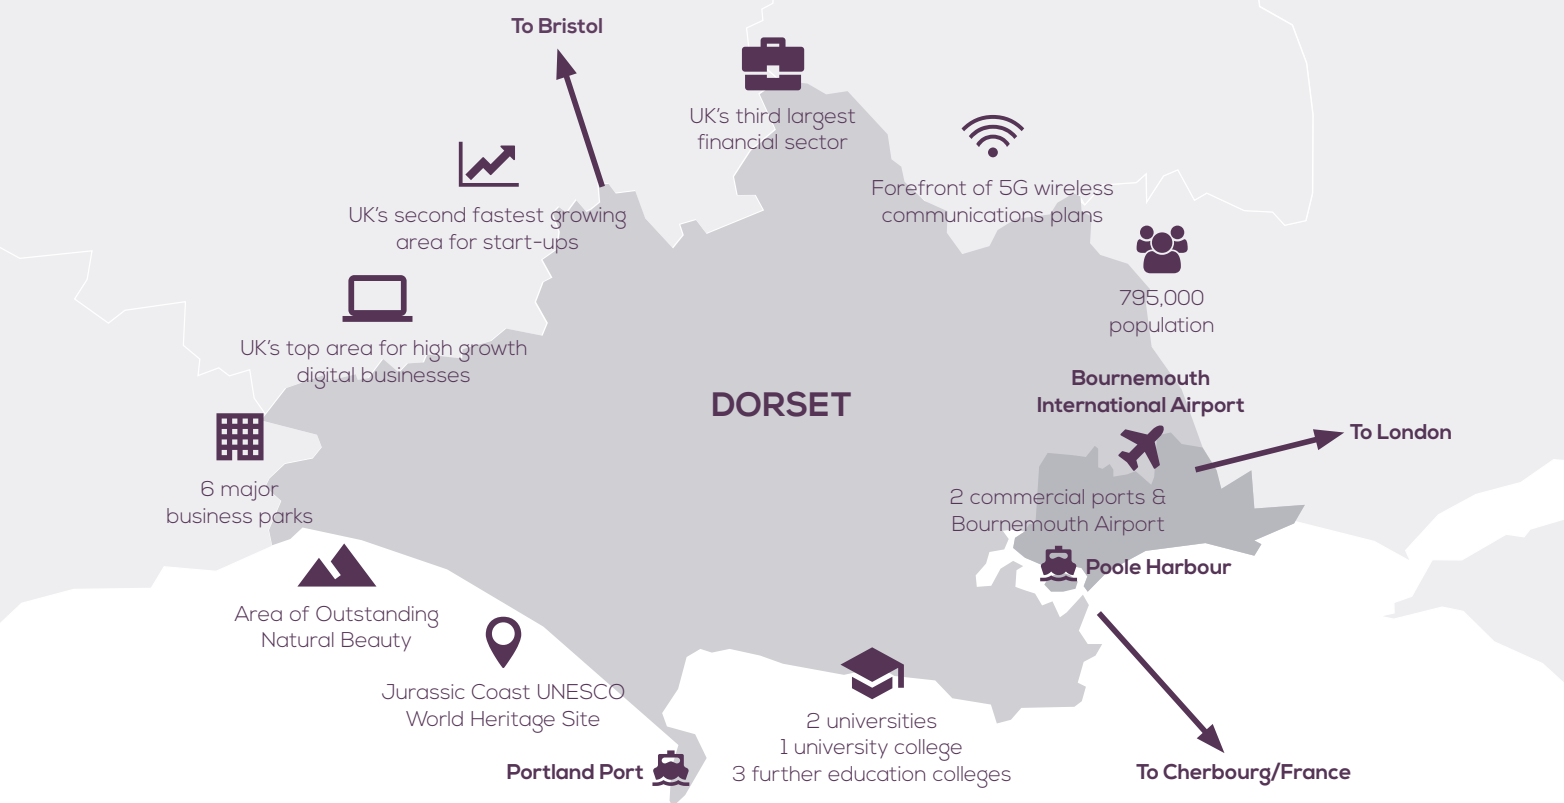 To Bristol
UK's third largest
financial sector
Forefront of 5G wireless
communications plans
UK's second fastest growing
area for start-ups
795,000
population
UK's top area for high growth
digital businesses
DORSET
Bournemouth
International Airport
To London
6 major
business parks
2 commercial ports &
Bournemouth Airport
Poole Harbour
Area of Outstanding
Natural Beauty
Jurassic Coast UNESCO
World Heritage Site
2 universities
1 university college
3 further education colleges
Portland Port
To Cherbourg/France